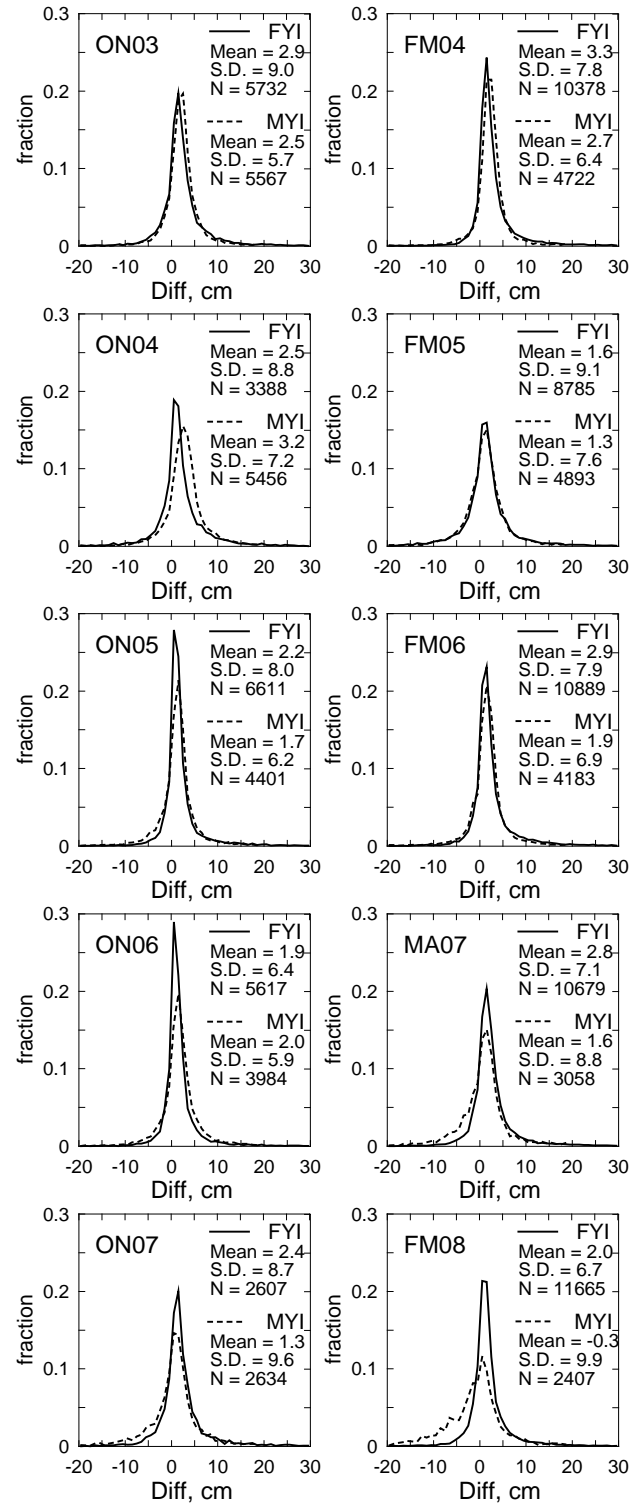 0.3
0.2
0.1
0
fraction
ON03
FYI
Mean = 2.9
S.D. = 9.0
N = 5732
MYI
Mean = 2.5
S.D. = 5.7
N = 5567
-20 -10 0 10 20 30
Diff, cm
0.3
0.2
0.1
0
fraction
FM04
FYI
Mean = 3.3
S.D. = 7.8
N = 10378
MYI
Mean = 2.7
S.D. = 6.4
N = 4722
-20 -10 0 10 20 30
Diff, cm
0.3
0.2
0.1
0
fraction
ON04
FYI
Mean = 2.5
S.D. = 8.8
N = 3388
MYI
Mean = 3.2
S.D. = 7.2
N = 5456
-20 -10 0 10 20 30
Diff, cm
0.3
0.2
0.1
0
fraction
FM05
FYI
Mean = 1.6
S.D. = 9.1
N = 8785
MYI
Mean = 1.3
S.D. = 7.6
N = 4893
-20 -10 0 10 20 30
Diff, cm
0.3
0.2
0.1
0
fraction
ON05
FYI
Mean = 2.2
S.D. = 8.0
N = 6611
MYI
Mean = 1.7
S.D. = 6.2
N = 4401
-20 -10 0 10 20 30
Diff, cm
0.3
0.2
0.1
0
fraction
FM06
FYI
Mean = 2.9
S.D. = 7.9
N = 10889
MYI
Mean = 1.9
S.D. = 6.9
N = 4183
-20 -10 0 10 20 30
Diff, cm
0.3
0.2
0.1
0
fraction
ON06
FYI
Mean = 1.9
S.D. = 6.4
N = 5617
MYI
Mean = 2.0
S.D. = 5.9
N = 3984
-20 -10 0 10 20 30
Diff, cm
0.3
0.2
0.1
0
fraction
MA07
FYI
Mean = 2.8
S.D. = 7.1
N = 10679
MYI
Mean = 1.6
S.D. = 8.8
N = 3058
-20 -10 0 10 20 30
Diff, cm
0.3
0.2
0.1
0
fraction
ON07
FYI
Mean = 2.4
S.D. = 8.7
N = 2607
MYI
Mean = 1.3
S.D. = 9.6
N = 2634
-20 -10 0 10 20 30
Diff, cm
0.3
0.2
0.1
0
fraction
FM08
FYI
Mean = 2.0
S.D. = 6.7
N = 11665
MYI
Mean = -0.3
S.D. = 9.9
N = 2407
-20 -10 0 10 20 30
Diff, cm